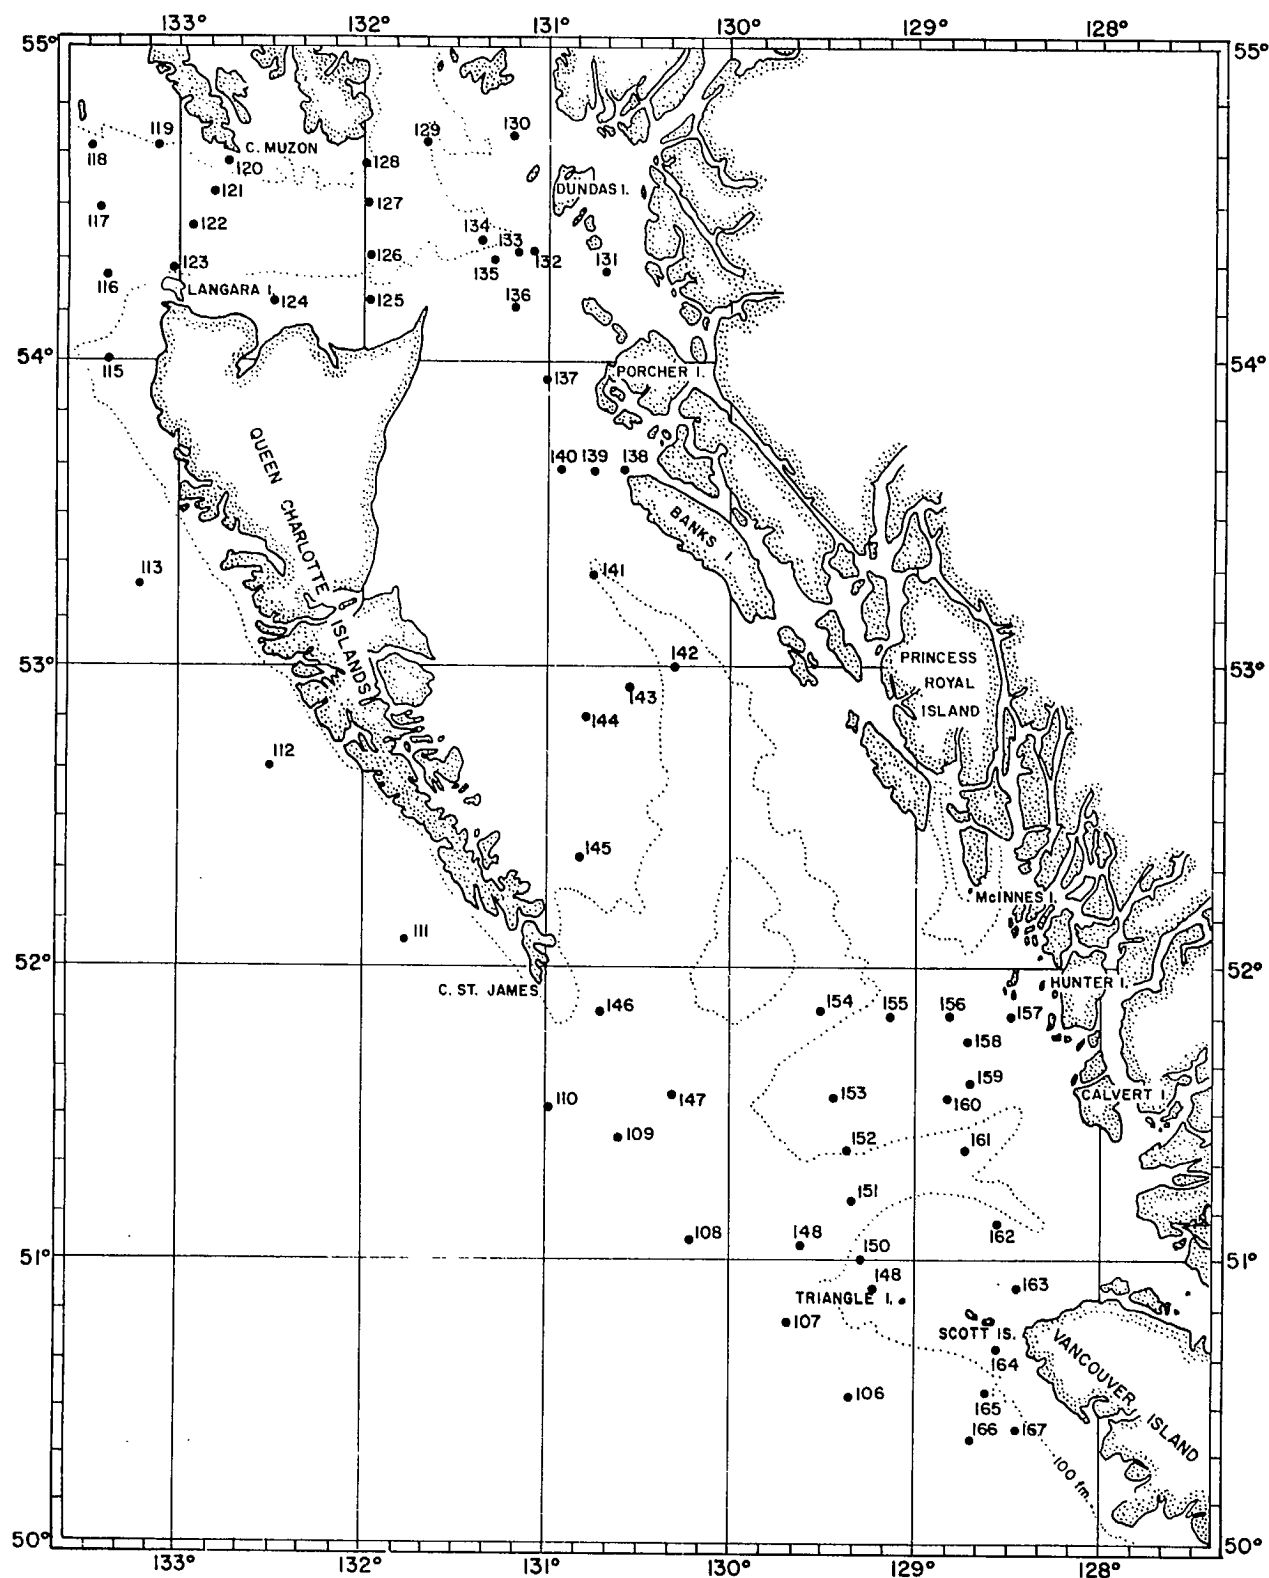 133° 132° 131° 130° 129° 128°
55° 55°
119 129 130
118 C. MUZON 128
120
121 DUNDAS I.
117 127
122 134 133
123 126 132 131
116 135
LANGARA I. 124 125 136
54° 54°
115 PORCHER I.
137
140 139 138
QUEEN CHARLOTTE ISLANDS
BANKS I.
113 141
53° 142 53°
PRINCESS
ROYAL
ISLAND
143
144
112
145
McINNES I.
111
52° 52°
C. ST. JAMES HUNTER I.
146 154 155 156 157
158
159
110 147 153 160 CALVERT I.
109 152 161
151
108 148 162
150
51° 51°
148 163
TRIANGLE I.
107
SCOTT IS.
VANCOUVER ISLAND
164
106 165
166 167
100 fm.
50° 50°
133° 132° 131° 130° 129° 128°